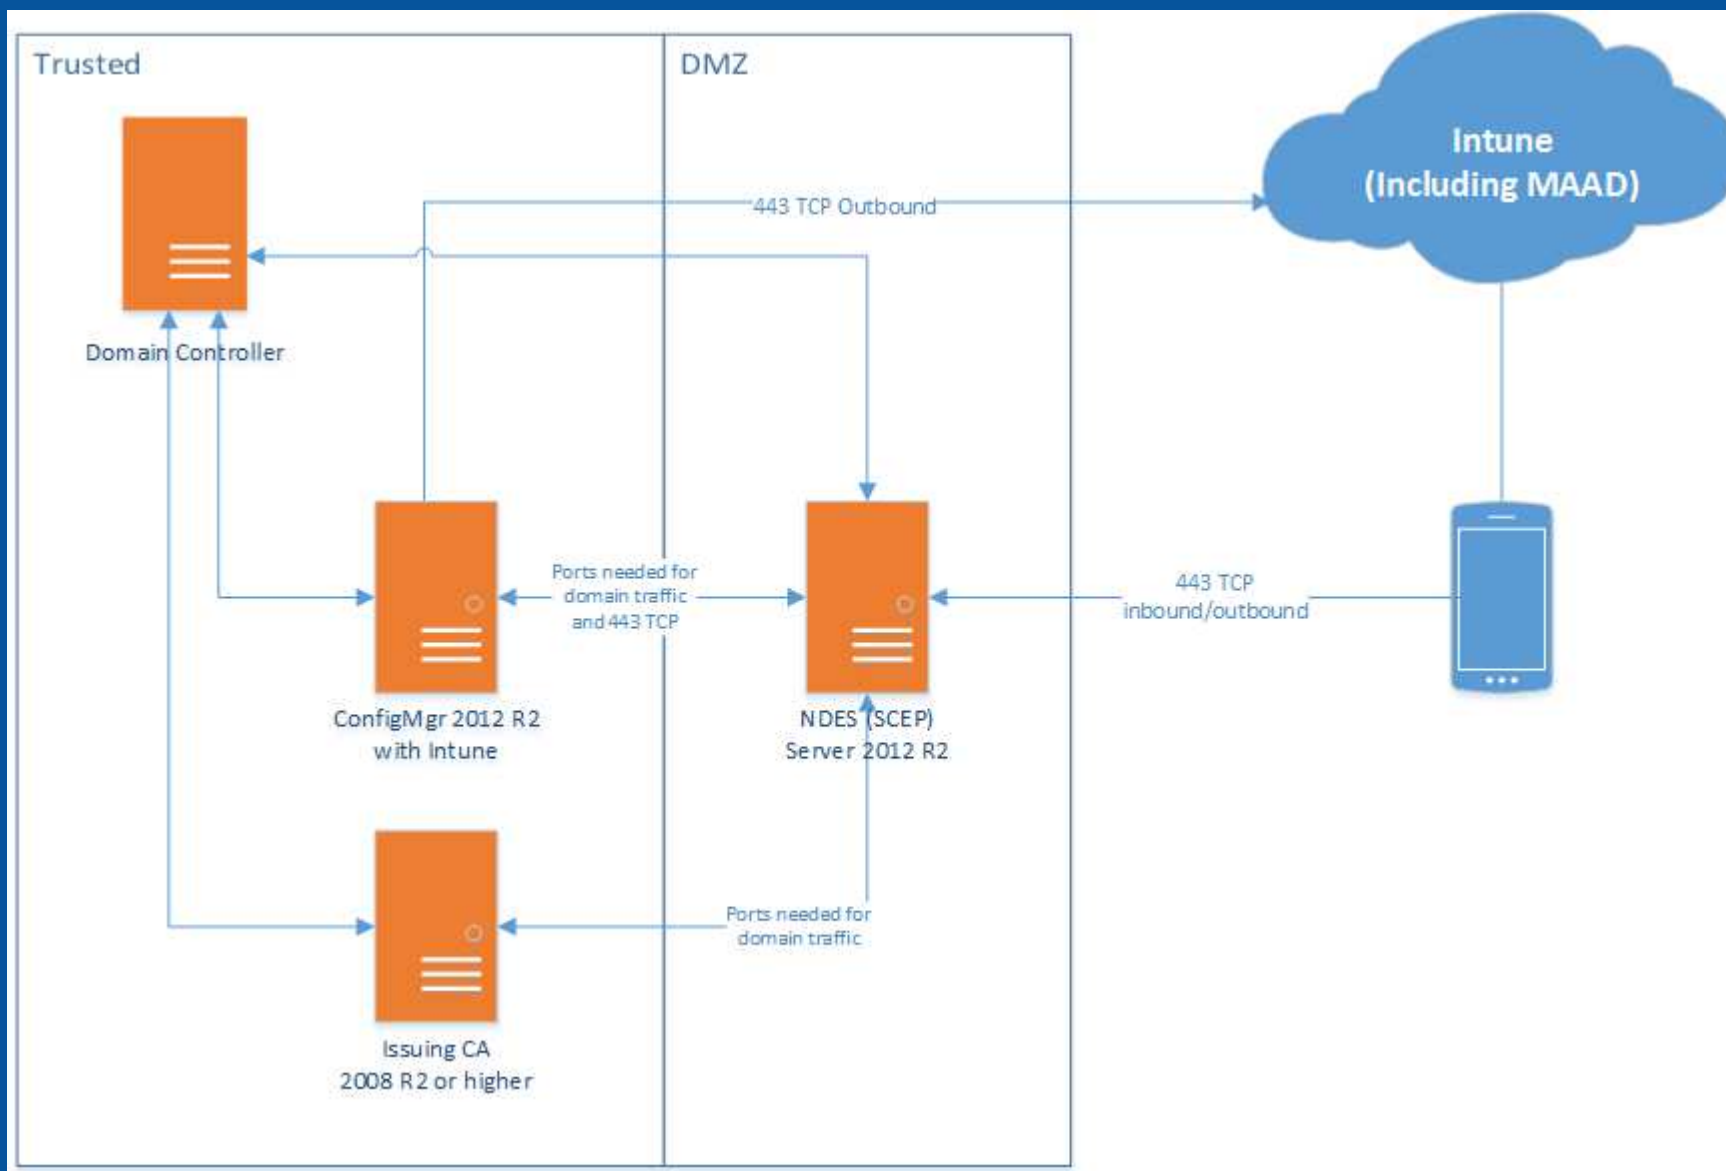 Trusted
DMZ
Intune
(Including MAAD)
443 TCP Outbound
Domain Controller
Ports needed for
domain traffic
and 443 TCP
443 TCP
inbound/outbound
ConfigMgr 2012 R2
with Intune
NDES (SCEP)
Server 2012 R2
Ports needed for
domain traffic
Issuing CA
2008 R2 or higher